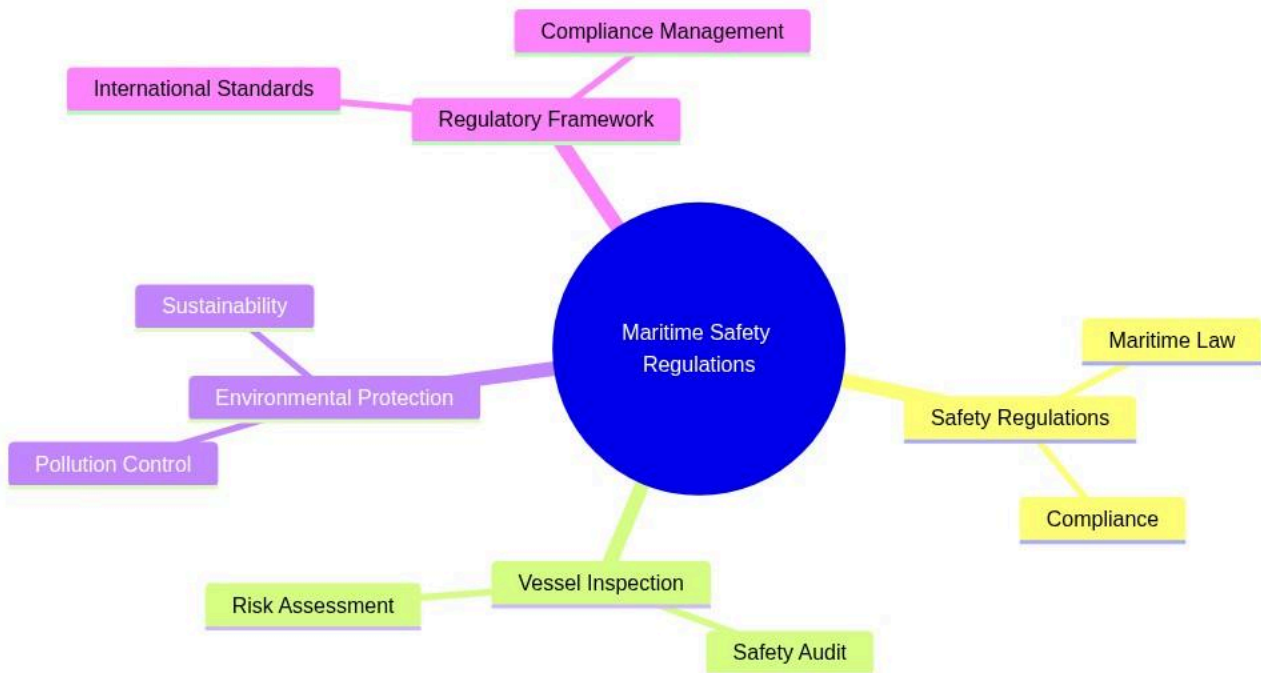 Compliance Management
International Standards
Regulatory Framework
Sustainability
Maritime Safety
Regulations
Maritime Law
Environmental Protection
Safety Regulations
Pollution Control
Compliance
Vessel Inspection
Risk Assessment
Safety Audit